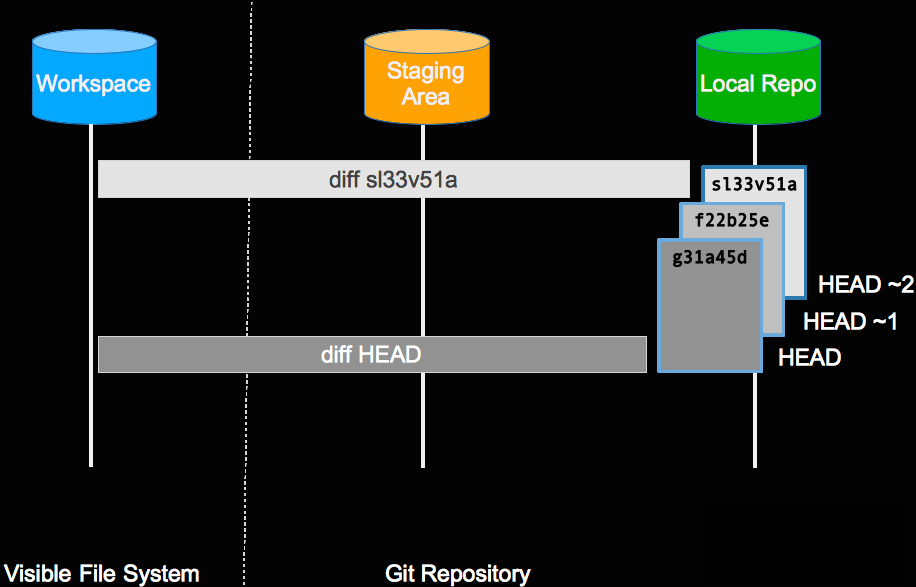 Workspace
Staging
Area
Local Repo
diff sl33v51a
sl33v51a
f22b25e
g31a45d
HEAD ~2
HEAD ~1
diff HEAD
HEAD
Visible File System
Git Repository